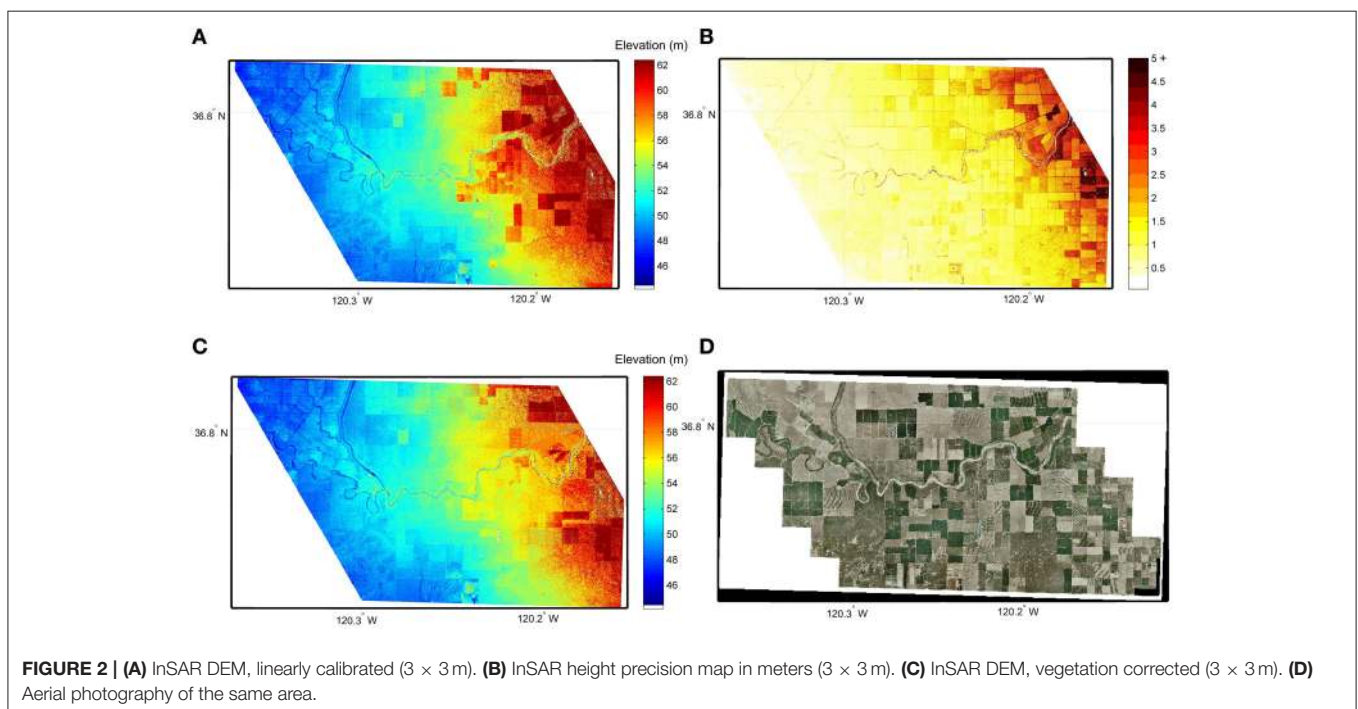 A
Elevation (m)
62
60
58
56
54
52
50
48
46
36.8° N
120.3° W
120.2° W
B
5 +
4.5
4
3.5
3
2.5
2
1.5
1
0.5
36.8° N
120.3° W
120.2° W
C
Elevation (m)
62
60
58
56
54
52
50
48
46
36.8° N
120.3° W
120.2° W
D
36.8° N
120.3° W
120.2° W
FIGURE 2 | (A) InSAR DEM, linearly calibrated (3 × 3 m). (B) InSAR height precision map in meters (3 × 3 m). (C) InSAR DEM, vegetation corrected (3 × 3 m). (D)
Aerial photography of the same area.